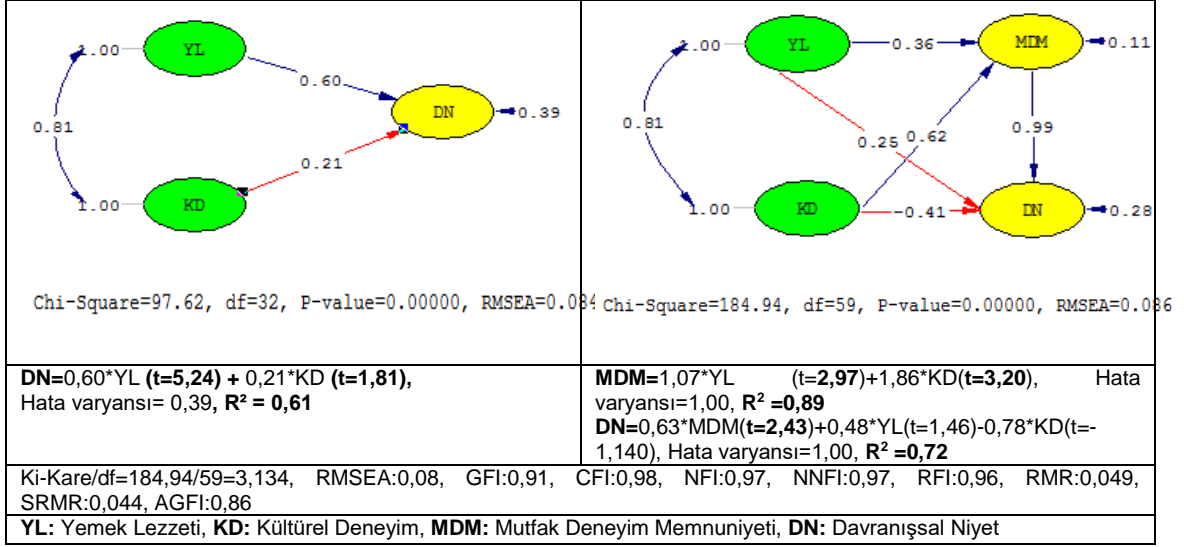 1.00
YL
0.60
DN
0.39
0.81
0.21
1.00
KD
Chi-Square=97.62, df=32, P-value=0.00000, RMSEA=0.084
1.00
YL
0.36
MDM
0.11
0.81
0.25
0.62
0.99
1.00
KD
-0.41
DN
0.28
Chi-Square=184.94, df=59, P-value=0.00000, RMSEA=0.086
DN=0,60*YL (t=5,24) + 0,21*KD (t=1,81),
Hata varyansı= 0,39, R² = 0,61
MDM=1,07*YL (t=2,97)+1,86*KD(t=3,20), Hata
varyansı=1,00, R² =0,89
DN=0,63*MDM(t=2,43)+0,48*YL(t=1,46)-0,78*KD(t=-
1,140), Hata varyansı=1,00, R² =0,72
Ki-Kare/df=184,94/59=3,134, RMSEA:0,08, GFI:0,91, CFI:0,98, NFI:0,97, NNFI:0,97, RFI:0,96, RMR:0,049,
SRMR:0,044, AGFI:0,86
YL: Yemek Lezzeti, KD: Kültürel Deneyim, MDM: Mutfak Deneyim Memnuniyeti, DN: Davranışsal Niyet